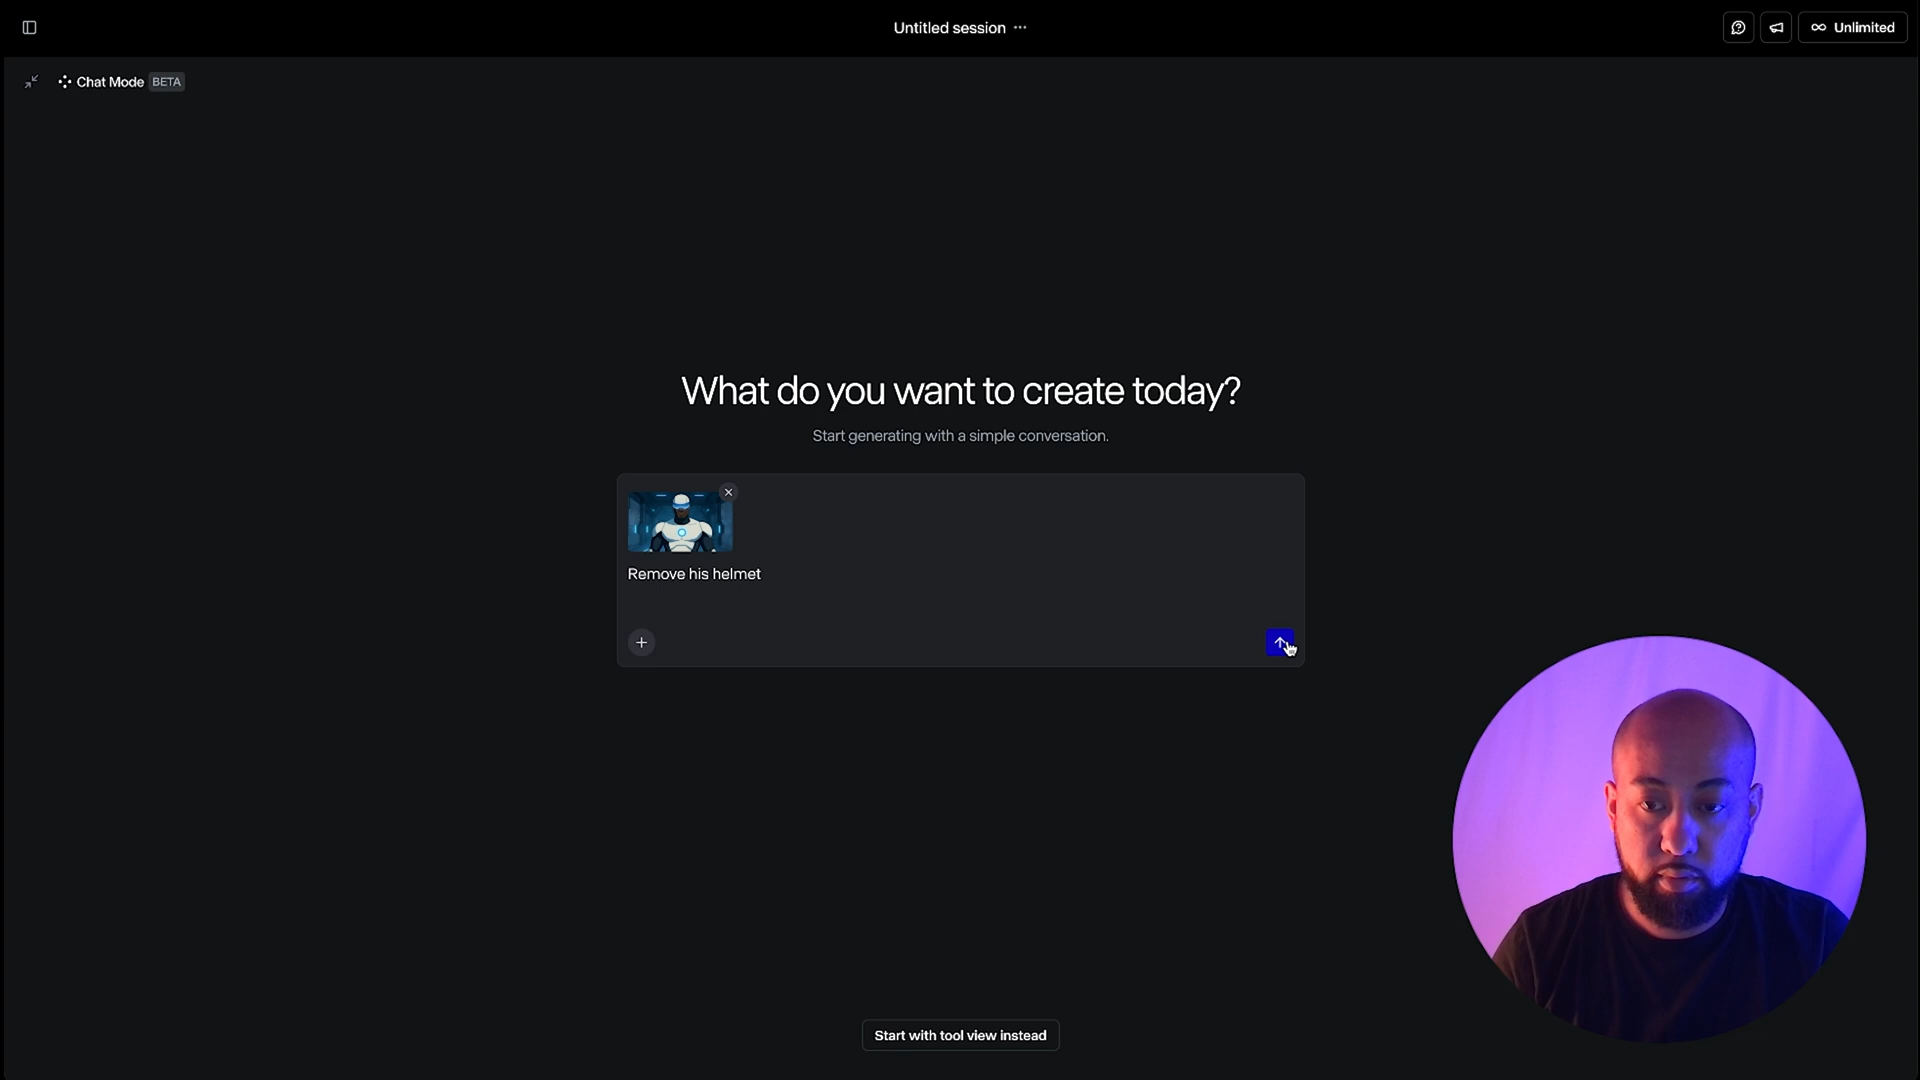 Untitled session ...
Unlimited
Chat Mode BETA
What do you want to create today?
Start generating with a simple conversation.
Remove his helmet
Start with tool view instead